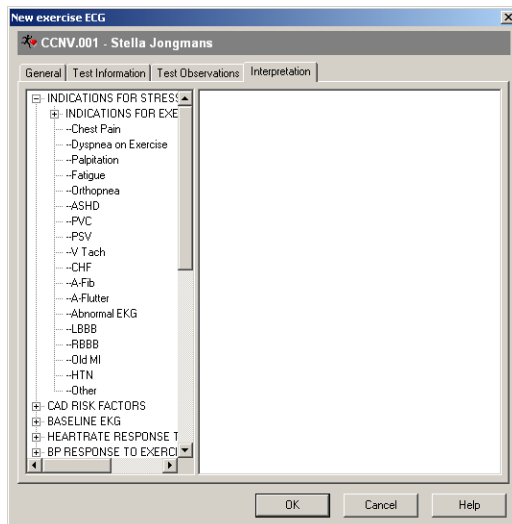 New exercise ECG
CCNV.001 - Stella Jongmans
General Test Information Test Observations Interpretation
INDICATIONS FOR STRESS
INDICATIONS FOR EXE
--Chest Pain
--Dyspnea on Exercise
--Palpitation
--Fatigue
--Orthopnea
--ASHD
--PVC
--PSV
--V Tach
--CHF
--A-Fib
--A-Flutter
--Abnormal EKG
--LBBB
--RBBB
--Old MI
--HTN
--Other
CAD RISK FACTORS
BASELINE EKG
HEARTRATE RESPONSE T
BP RESPONSE TO EXERCI
OK Cancel Help